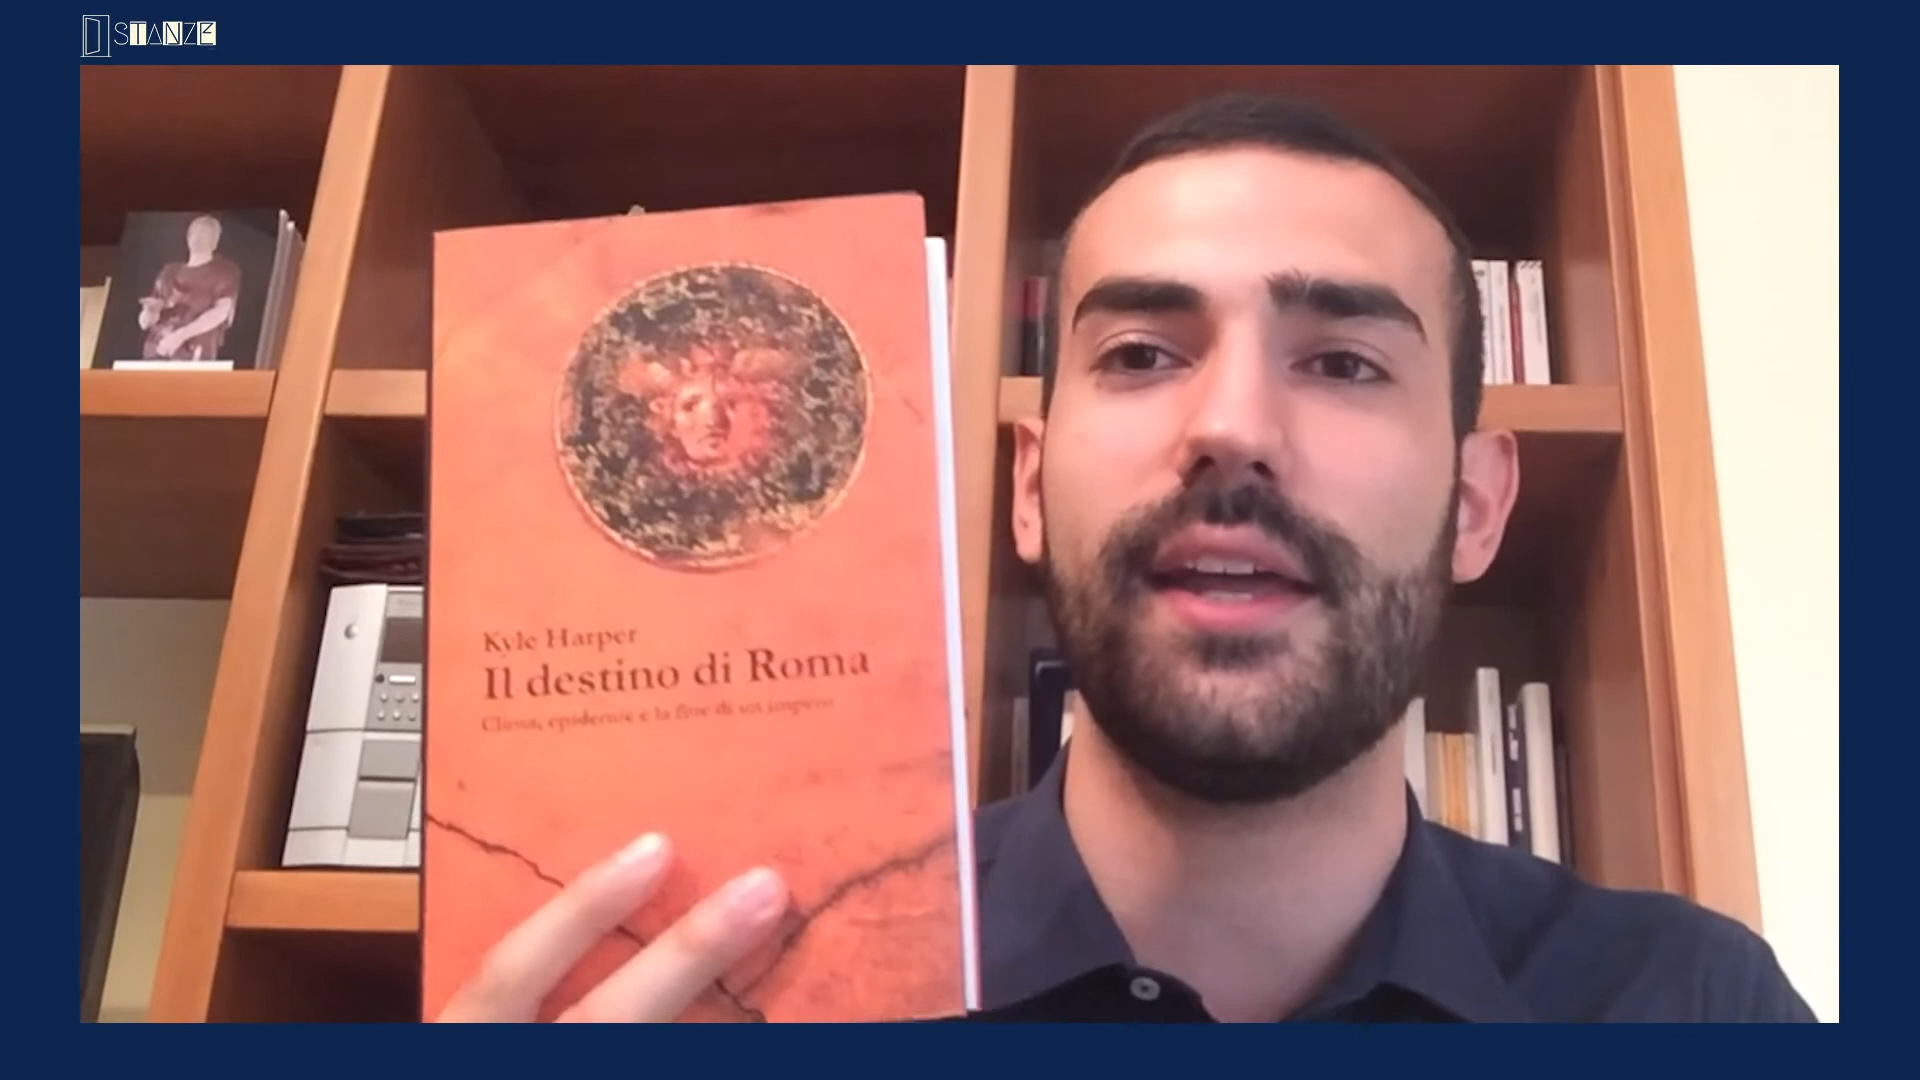 STANZE
Kyle Harper
Il destino di Roma
Clima, epidemie e la fine di un impero